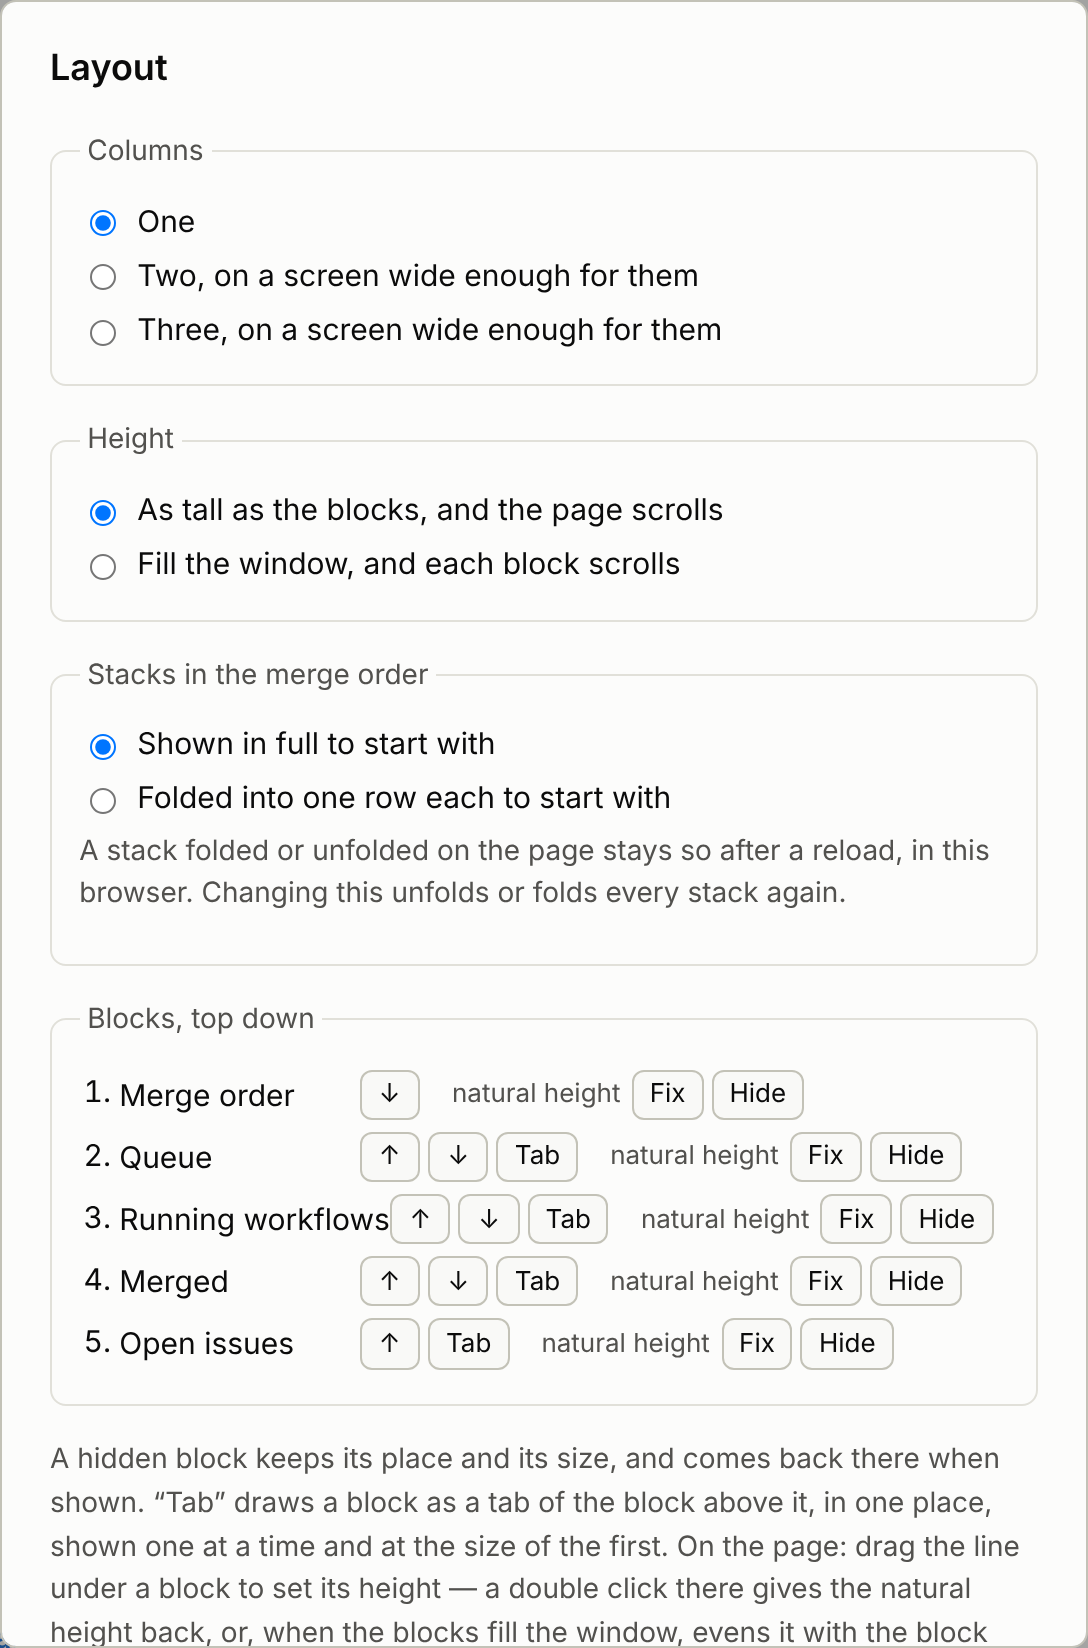 Layout
Columns
One
Two, on a screen wide enough for them
Three, on a screen wide enough for them
Height
As tall as the blocks, and the page scrolls
Fill the window, and each block scrolls
Stacks in the merge order
Shown in full to start with
Folded into one row each to start with
A stack folded or unfolded on the page stays so after a reload, in this
browser. Changing this unfolds or folds every stack again.
Blocks, top down
1. Merge order ↓ natural height Fix Hide
2. Queue ↑ ↓ Tab natural height Fix Hide
3. Running workflows ↑ ↓ Tab natural height Fix Hide
4. Merged ↑ ↓ Tab natural height Fix Hide
5. Open issues ↑ Tab natural height Fix Hide
A hidden block keeps its place and its size, and comes back there when
shown. “Tab” draws a block as a tab of the block above it, in one place,
shown one at a time and at the size of the first. On the page: drag the line
under a block to set its height — a double click there gives the natural
height back, or, when the blocks fill the window, evens it with the block